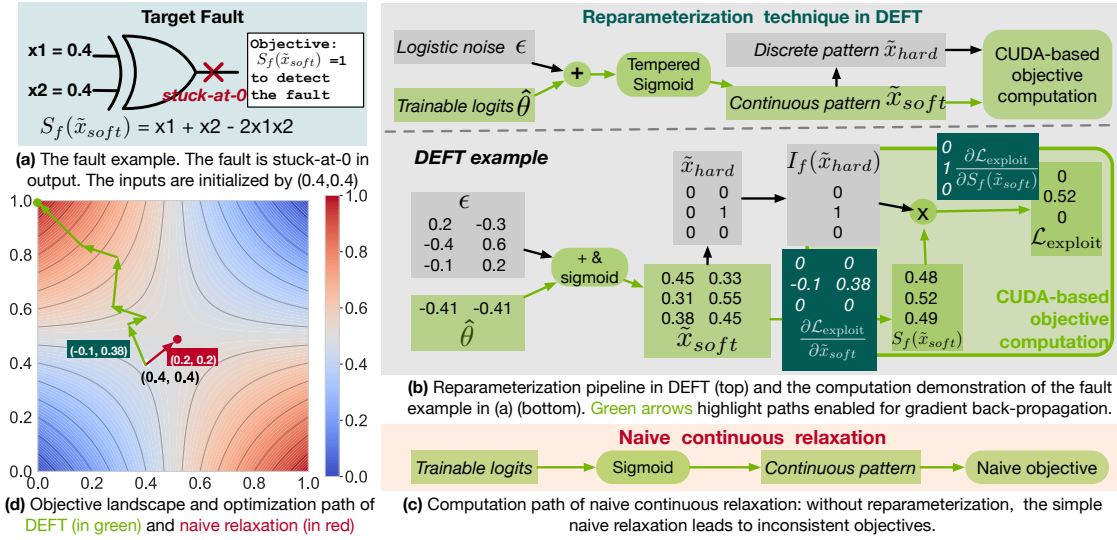 Target Fault
x1 = 0.4
x2 = 0.4
stuck-at-0
Objective:
S_f(x̃_soft) =1
to detect
the fault
S_f(x̃_soft) = x1 + x2 - 2x1x2
(a) The fault example. The fault is stuck-at-0 in
output. The inputs are initialized by (0.4,0.4)
1.0
0.8
0.6
0.4
0.2
0.0
0.0 0.2 0.4 0.6 0.8 1.0
(-0.1, 0.38)
(0.2, 0.2)
(0.4, 0.4)
1.0
0.8
0.6
0.4
0.2
0.0
(d) Objective landscape and optimization path of
DEFT (in green) and naive relaxation (in red)
Reparameterization technique in DEFT
Logistic noise ϵ
Trainable logits θ̂
+
Tempered
Sigmoid
Discrete pattern x̃_hard
Continuous pattern x̃_soft
CUDA-based
objective
computation
DEFT example
ϵ
0.2 -0.3
-0.4 0.6
-0.1 0.2
-0.41 -0.41
θ̂
+ &
sigmoid
x̃_hard
0 0
0 1
0 0
0.45 0.33
0.31 0.55
0.38 0.45
x̃_soft
I_f(x̃_hard)
0
1
0
0 0
-0.1 0.38
0 0
∂L_exploit
∂x̃_soft
x
0.48
0.52
0.49
S_f(x̃_soft)
0
1
0
∂L_exploit
∂S_f(x̃_soft)
0
0.52
0
L_exploit
CUDA-based
objective
computation
(b) Reparameterization pipeline in DEFT (top) and the computation demonstration of the fault
example in (a) (bottom). Green arrows highlight paths enabled for gradient back-propagation.
Naive continuous relaxation
Trainable logits
Sigmoid
Continuous pattern
Naive objective
(c) Computation path of naive continuous relaxation: without reparameterization, the simple
naive relaxation leads to inconsistent objectives.